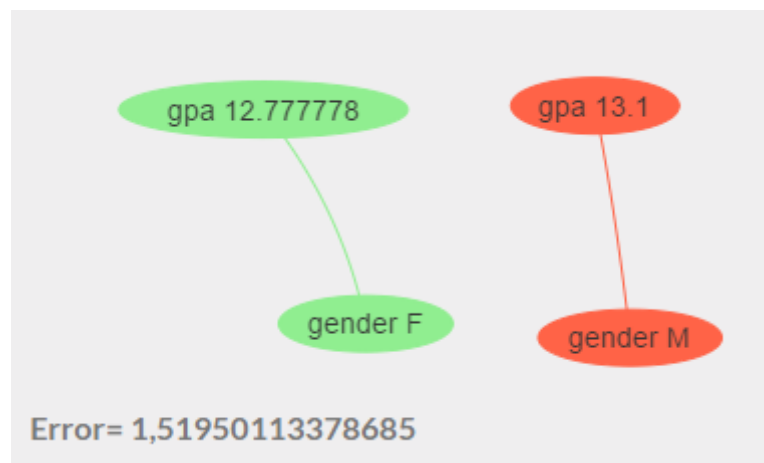 gpa 12.777778
gpa 13.1
gender F
gender M
Error= 1,51950113378685